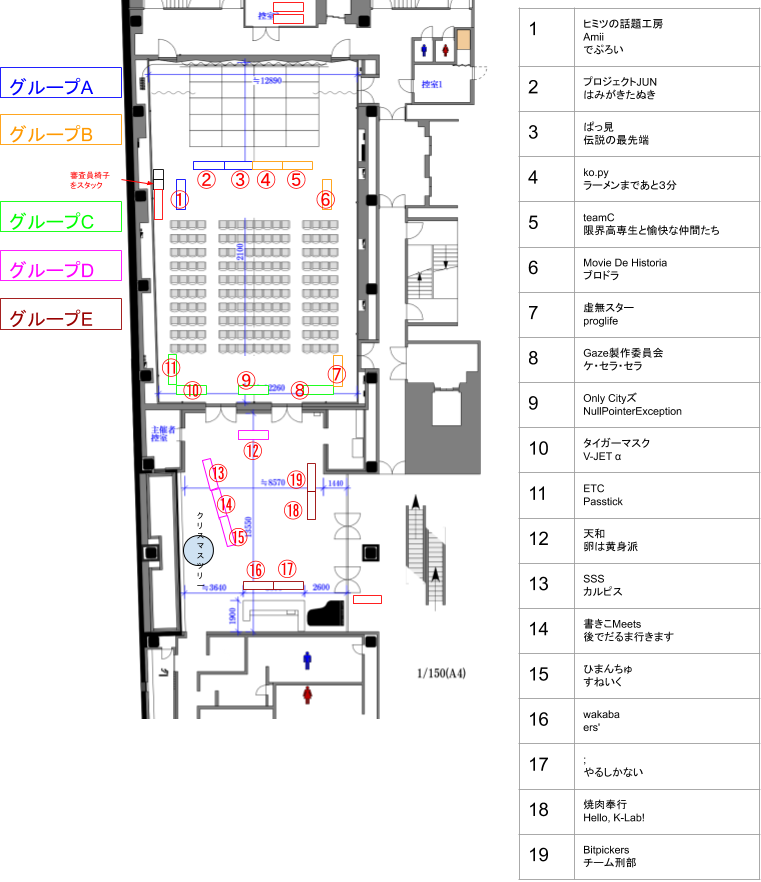 控室
控室1
≒12890
グループA
グループB
審査員椅子
をスタック
グループC
グループD
グループE
①
②
③
④
⑤
⑥
2100
⑦
⑧
⑨
⑩
⑪
2260
主催者
控室
⑫
⑬
⑭
⑮
⑯
⑰
⑱
⑲
≒8570
1440
13550
クリスマスツリー
≒3640
2600
1900
1/150(A4)
1
ヒミツの話題工房
Amii
でぶろい
2
プロジェクトJUN
はみがきたぬき
3
ぱっ見
伝説の最先端
4
ko.py
ラーメンまであと3分
5
teamC
限界高専生と愉快な仲間たち
6
Movie De Historia
ブロドラ
7
虚無スター
proglife
8
Gaze製作委員会
ケ・セラ・セラ
9
Only Cityズ
NullPointerException
10
タイガーマスク
V-JET α
11
ETC
Passtick
12
天和
卵は黄身派
13
SSS
カルピス
14
書きこMeets
後でだるま行きます
15
ひまんちゅ
すねいく
16
wakaba
ers'
17
;
やるしかない
18
焼肉奉行
Hello, K-Lab!
19
Bitpickers
チーム刑部